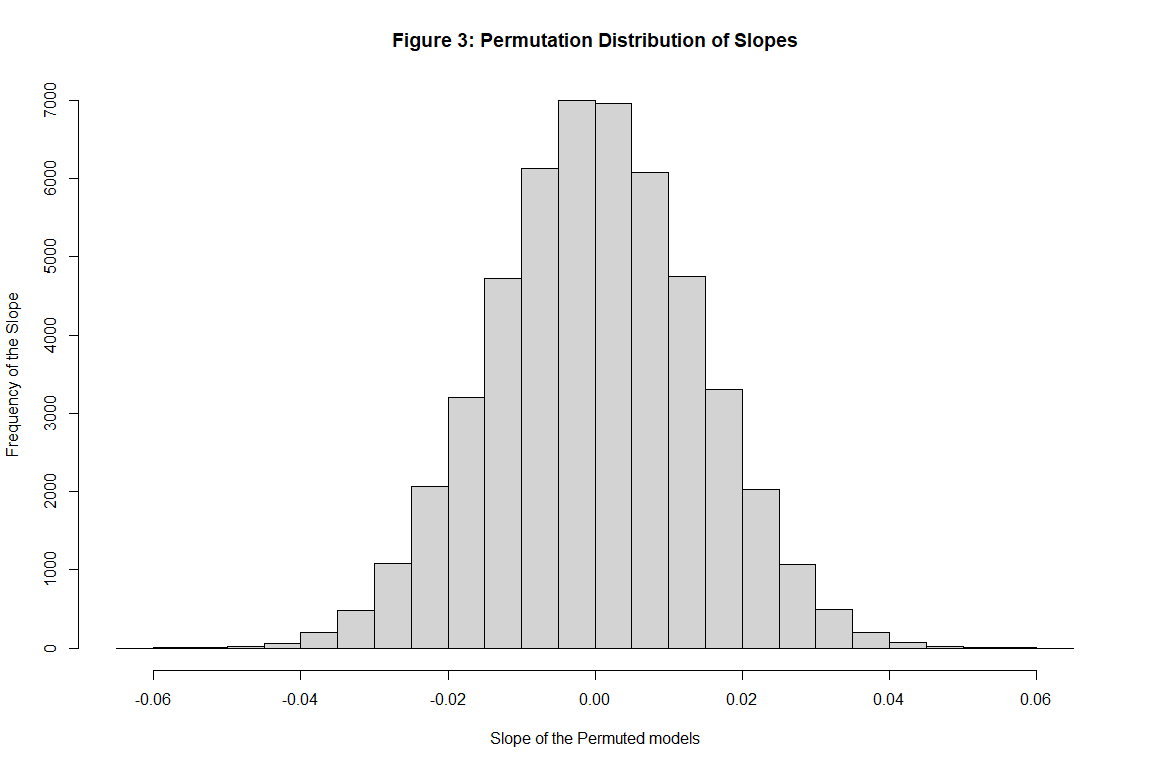 Figure 3: Permutation Distribution of Slopes
Frequency of the Slope
7000
6000
5000
4000
3000
2000
1000
0
-0.06 -0.04 -0.02 0.00 0.02 0.04 0.06
Slope of the Permuted models